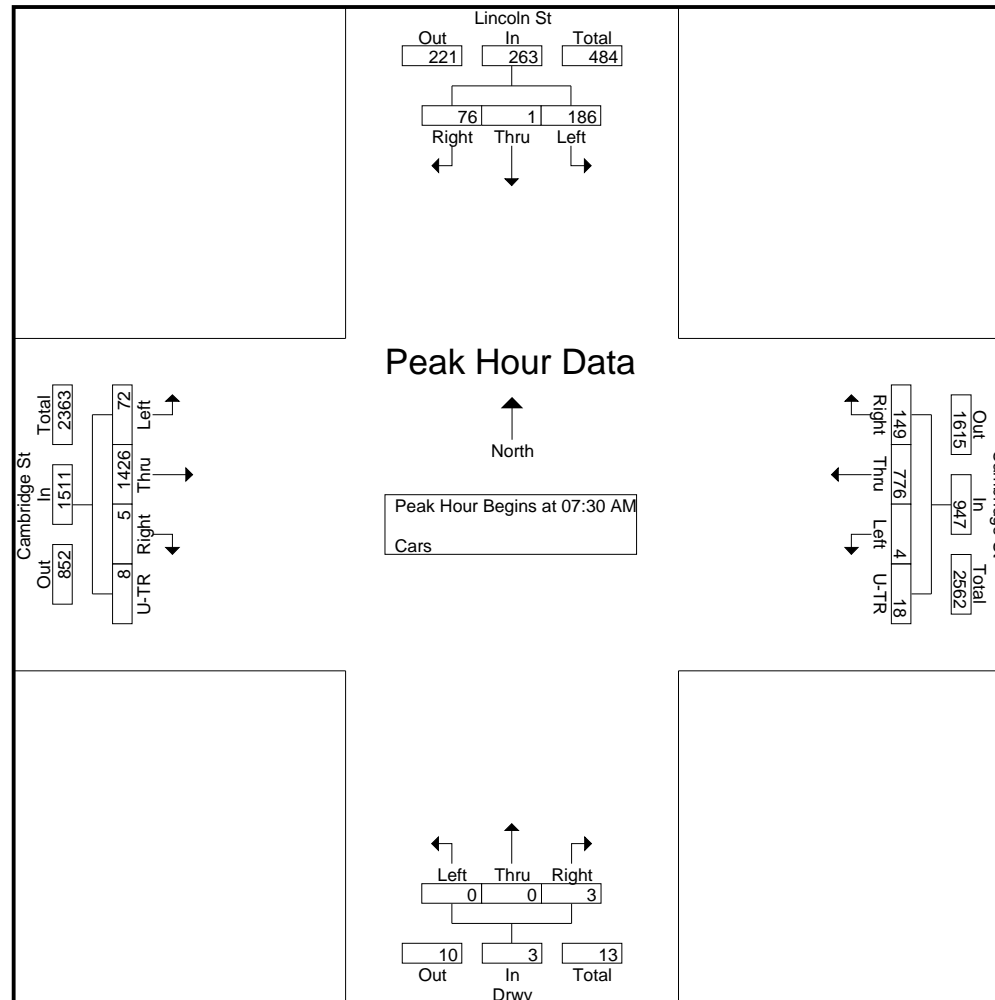 Lincoln St
Out In Total
221 263 484
76 1 186
Right Thru Left
Peak Hour Data
North
Peak Hour Begins at 07:30 AM
Cars
Cambridge St
Total In Out
2363 1511 852
72 1426 5 8
Left Thru Right U-TR
Out In Total
1615 947 2562
149 776 4 18
Right Thru Left U-TR
Left Thru Right
0 0 3
10 3 13
Out In Total
Drwy